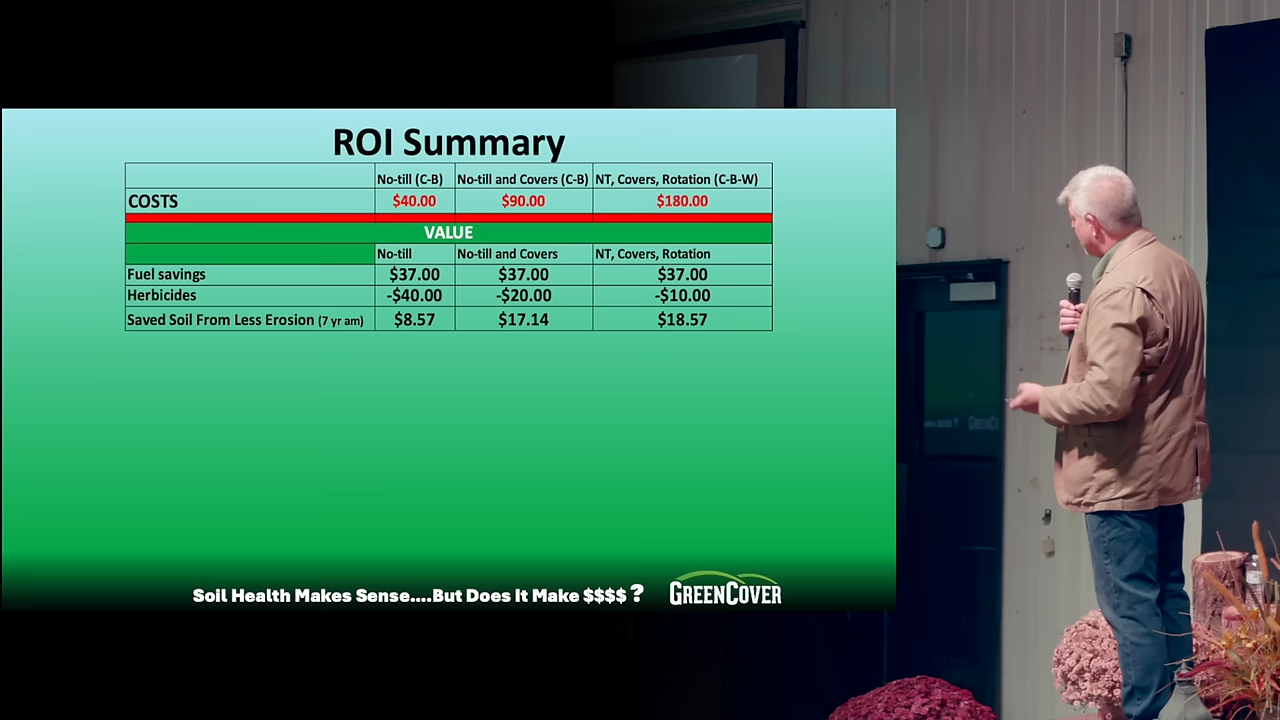 ROI Summary
No-till (C-B) No-till and Covers (C-B) NT, Covers, Rotation (C-B-W)
COSTS $40.00 $90.00 $180.00
VALUE
No-till No-till and Covers NT, Covers, Rotation
Fuel savings $37.00 $37.00 $37.00
Herbicides -$40.00 -$20.00 -$10.00
Saved Soil From Less Erosion (7 yr am) $8.57 $17.14 $18.57
Soil Health Makes Sense....But Does It Make $$$$ ?
GREENCOVER